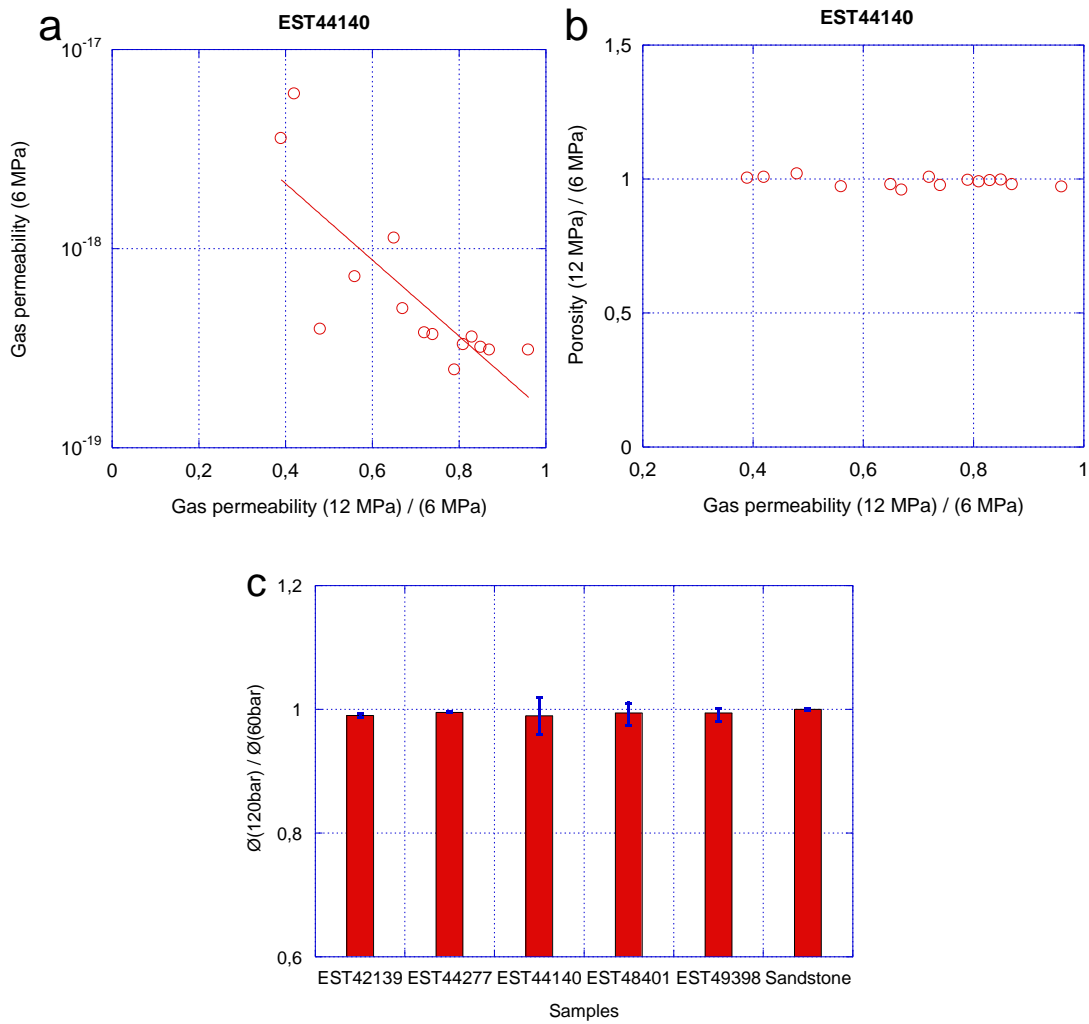 a
EST44140
10-17
10-18
10-19
Gas permeability (6 MPa)
0 0,2 0,4 0,6 0,8 1
Gas permeability (12 MPa) / (6 MPa)
b
EST44140
1,5
1
0,5
0
Porosity (12 MPa) / (6 MPa)
0,2 0,4 0,6 0,8 1
Gas permeability (12 MPa) / (6 MPa)
c
1,2
1
0,8
0,6
Ø(120bar) / Ø(60bar)
EST42139 EST44277 EST44140 EST48401 EST49398 Sandstone
Samples